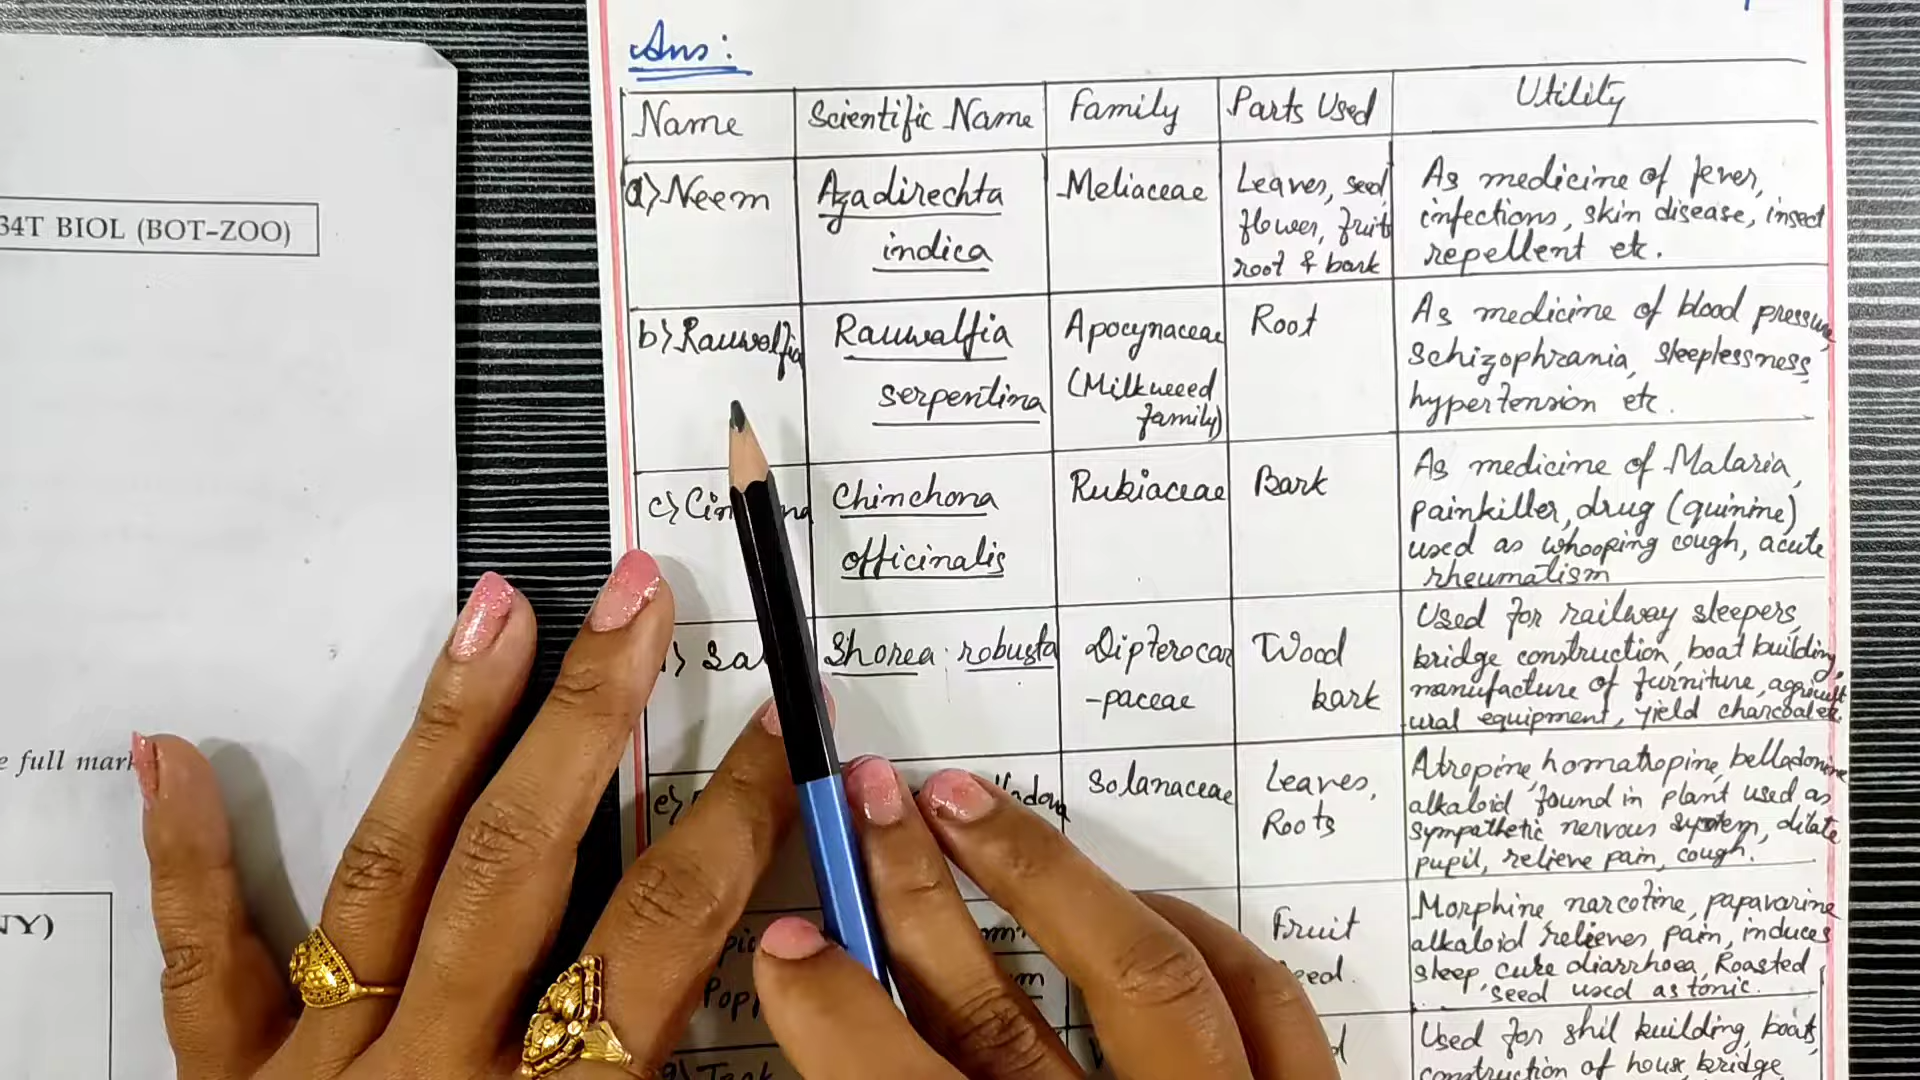 Ans:
Name
Scientific Name
Family
Parts Used
Utility
a) Neem
Azadirechta
indica
Meliaceae
Leaves, seed,
flower, fruit
root & bark
As medicine of fever,
infections, skin disease, insect
repellent etc.
b) Rauwalfia
Rauwalfia
serpentina
Apocynaceae
(Milkweed
family)
Root
As medicine of blood pressure,
Schizophrania, sleeplessness,
hypertension etc.
c)
Chinchona
officinalis
Rubiaceae
Bark
As medicine of Malaria,
painkiller, drug (quinine)
used as whooping cough, acute
rheumatism
Shorea robusta
Dipterocar
-paceae
Wood
bark
Used for railway sleepers,
bridge construction, boat building,
manufacture of furniture, agricult
ural equipment, yield charcoal etc.
e)
Solanaceae
Leaves,
Roots
Atropine, homatropine, belladonine
alkaloid found in plant used as
sympathetic nervous system, dilate
pupil, relieve pain, cough.
Fruit
Morphine, narcotine, papavarine
alkaloid relieves pain, induces
sleep, cure diarrhoea, Roasted
seed used as tonic.
Used for shil building, boat,
construction of house, bridge,
34T BIOL (BOT-ZOO)
e full mark
NY)